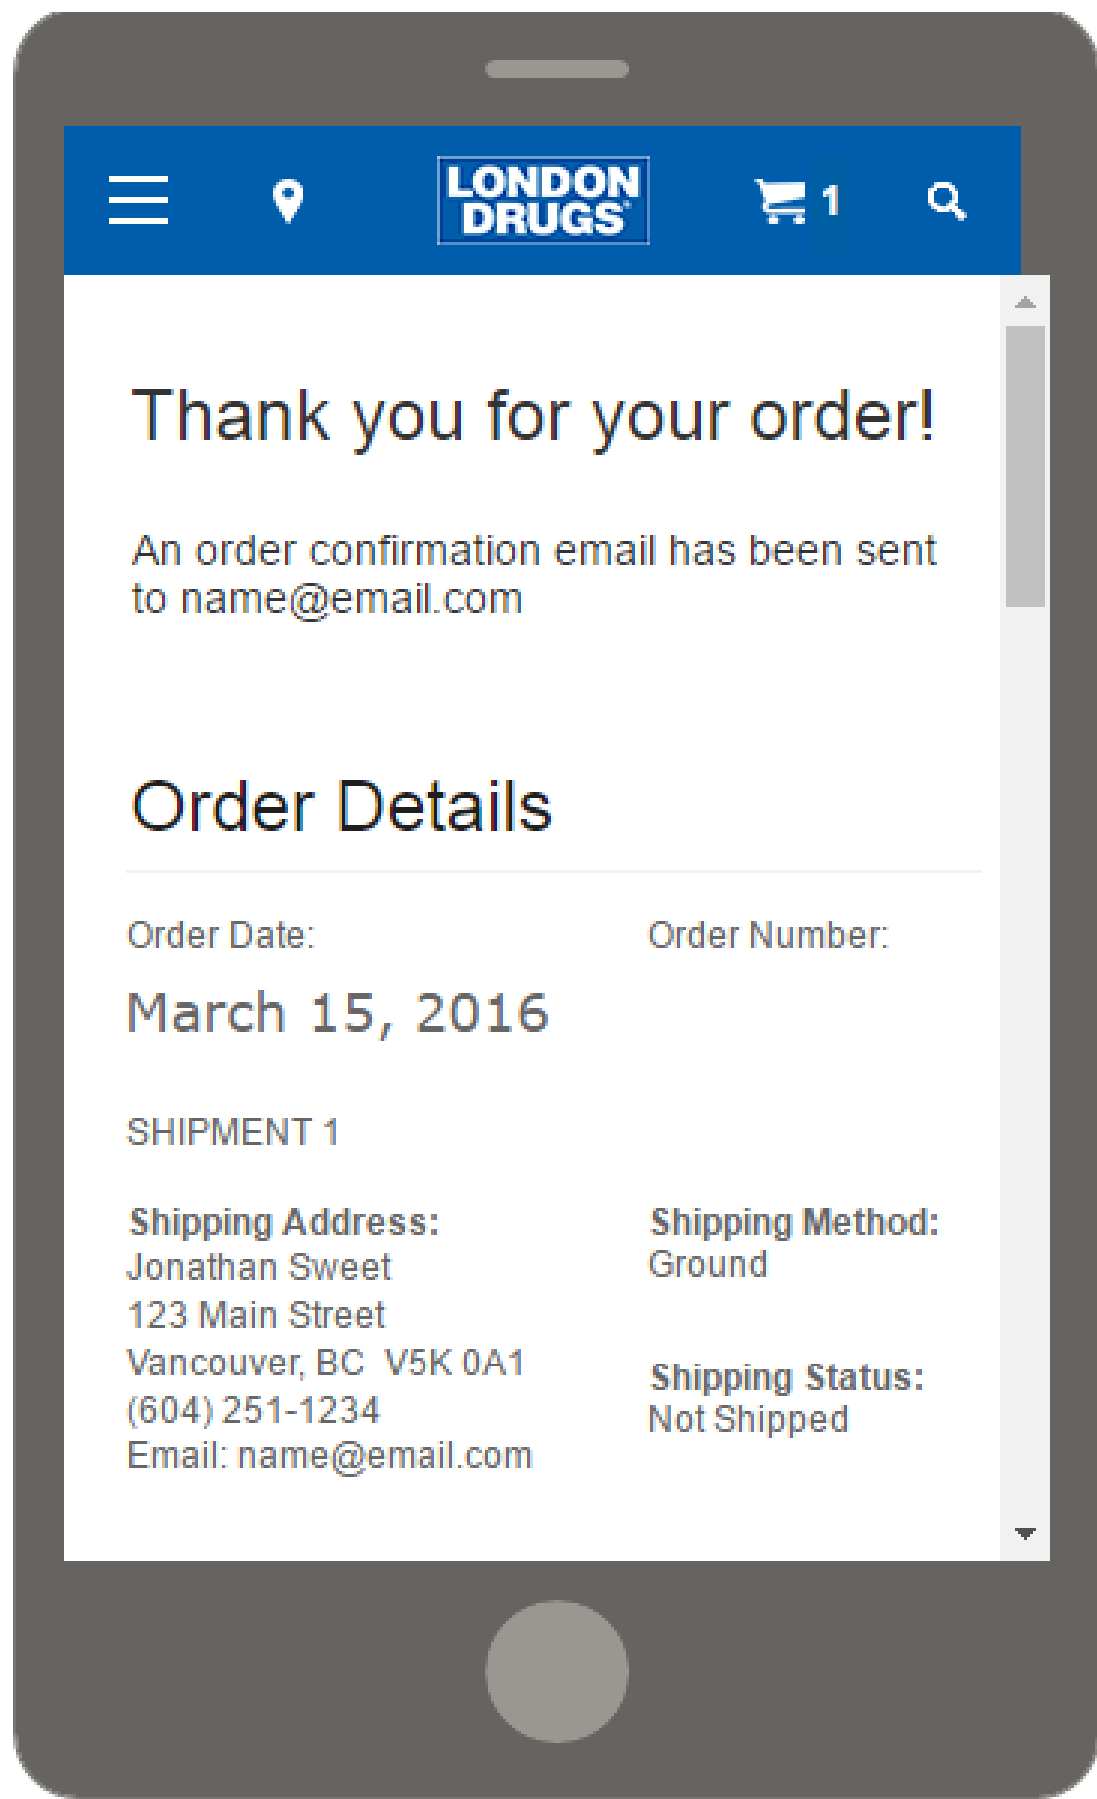 LONDON
DRUGS
1
Thank you for your order!
An order confirmation email has been sent
to name@email.com
Order Details
Order Date:
Order Number:
March 15, 2016
SHIPMENT 1
Shipping Address:
Jonathan Sweet
123 Main Street
Vancouver, BC  V5K 0A1
(604) 251-1234
Email: name@email.com
Shipping Method:
Ground
Shipping Status:
Not Shipped